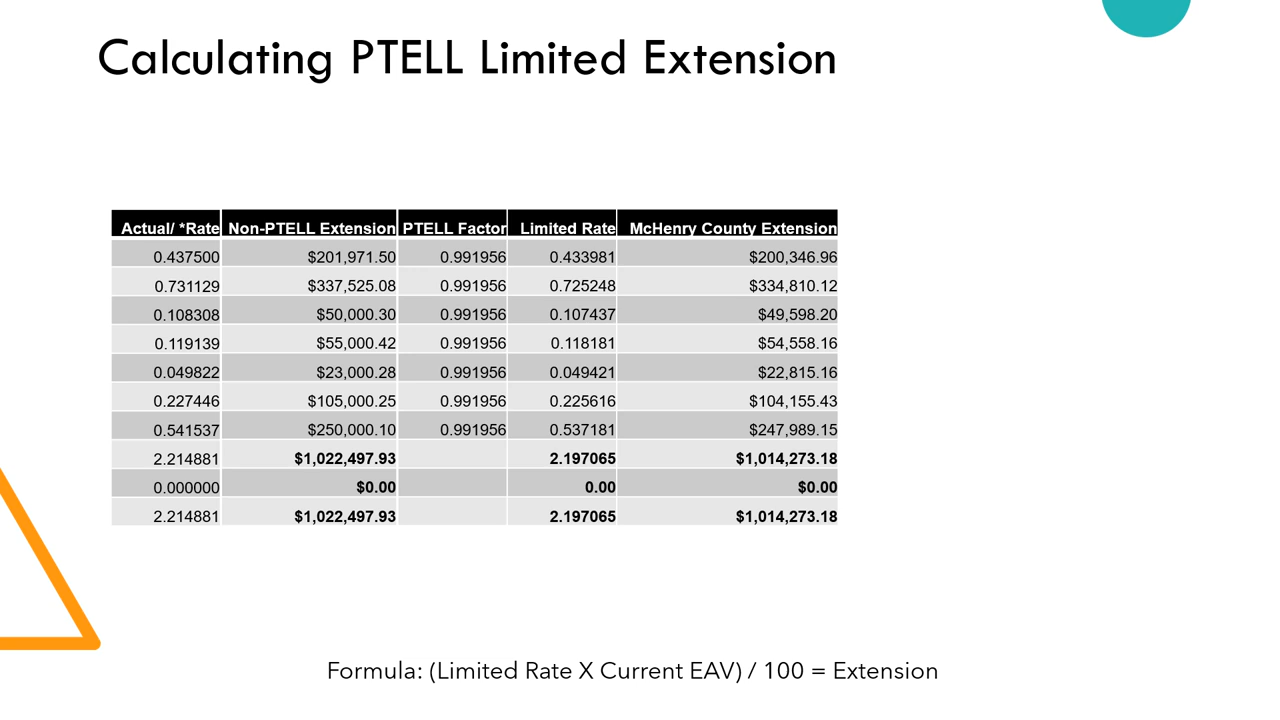 Calculating PTELL Limited Extension
Actual/ *Rate Non-PTELL Extension PTELL Factor Limited Rate McHenry County Extension
0.437500 $201,971.50 0.991956 0.433981 $200,346.96
0.731129 $337,525.08 0.991956 0.725248 $334,810.12
0.108308 $50,000.30 0.991956 0.107437 $49,598.20
0.119139 $55,000.42 0.991956 0.118181 $54,558.16
0.049822 $23,000.28 0.991956 0.049421 $22,815.16
0.227446 $105,000.25 0.991956 0.225616 $104,155.43
0.541537 $250,000.10 0.991956 0.537181 $247,989.15
2.214881 $1,022,497.93 2.197065 $1,014,273.18
0.000000 $0.00 0.00 $0.00
2.214881 $1,022,497.93 2.197065 $1,014,273.18
Formula: (Limited Rate X Current EAV) / 100 = Extension